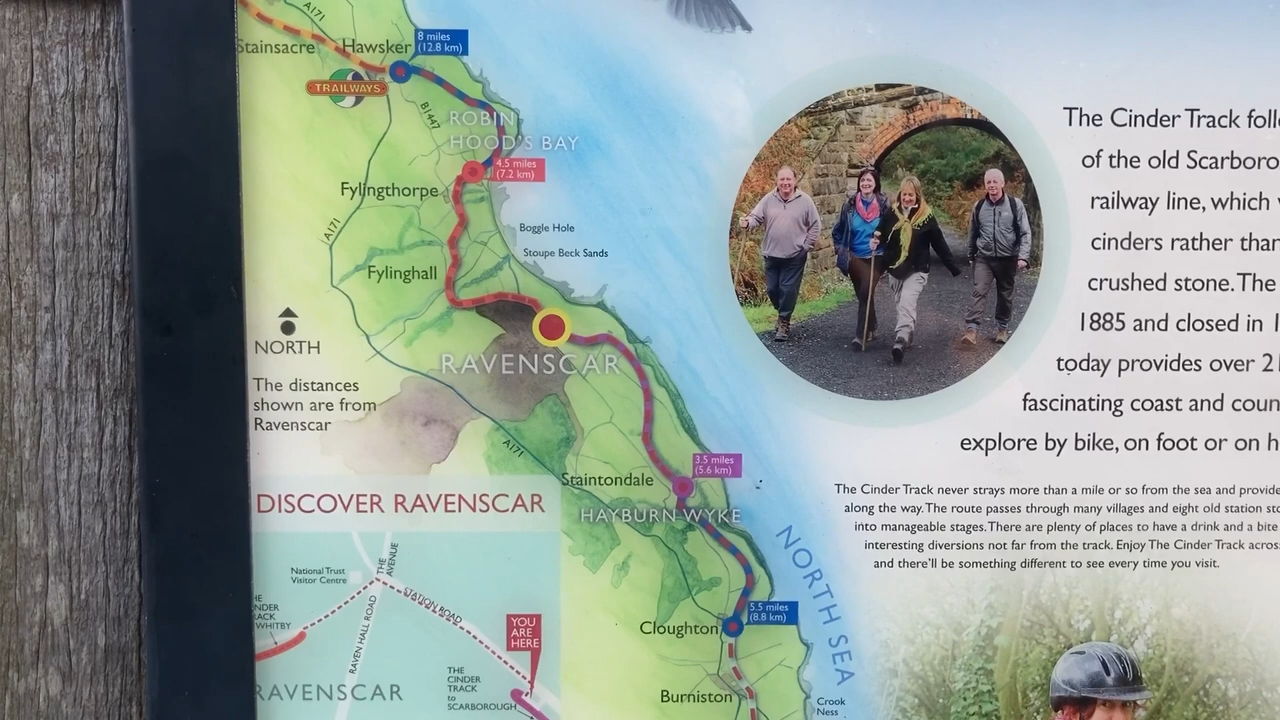 A171
Stainsacre
Hawsker
8 miles
(12.8 km)
TRAILWAYS
B1447
ROBIN
HOOD'S BAY
4.5 miles
(7.2 km)
Fylingthorpe
A171
Boggle Hole
Stoupe Beck Sands
Fylinghall
NORTH
RAVENSCAR
The distances
shown are from
Ravenscar
A171
3.5 miles
(5.6 km)
Staintondale
HAYBURN WYKE
NORTH SEA
5.5 miles
(8.8 km)
Cloughton
Burniston
Crook
Ness
DISCOVER RAVENSCAR
National Trust
Visitor Centre
THE
AVENUE
STATION ROAD
RAVEN HALL ROAD
WHITBY
YOU
ARE
HERE
THE
CINDER
TRACK
to
SCARBOROUGH
RAVENSCAR
The Cinder Track follo
of the old Scarboro
railway line, which
cinders rather than
crushed stone. The
1885 and closed in 1
today provides over 21
fascinating coast and coun
explore by bike, on foot or on h
The Cinder Track never strays more than a mile or so from the sea and provide
along the way. The route passes through many villages and eight old station sto
into manageable stages. There are plenty of places to have a drink and a bite
interesting diversions not far from the track. Enjoy The Cinder Track across
and there'll be something different to see every time you visit.